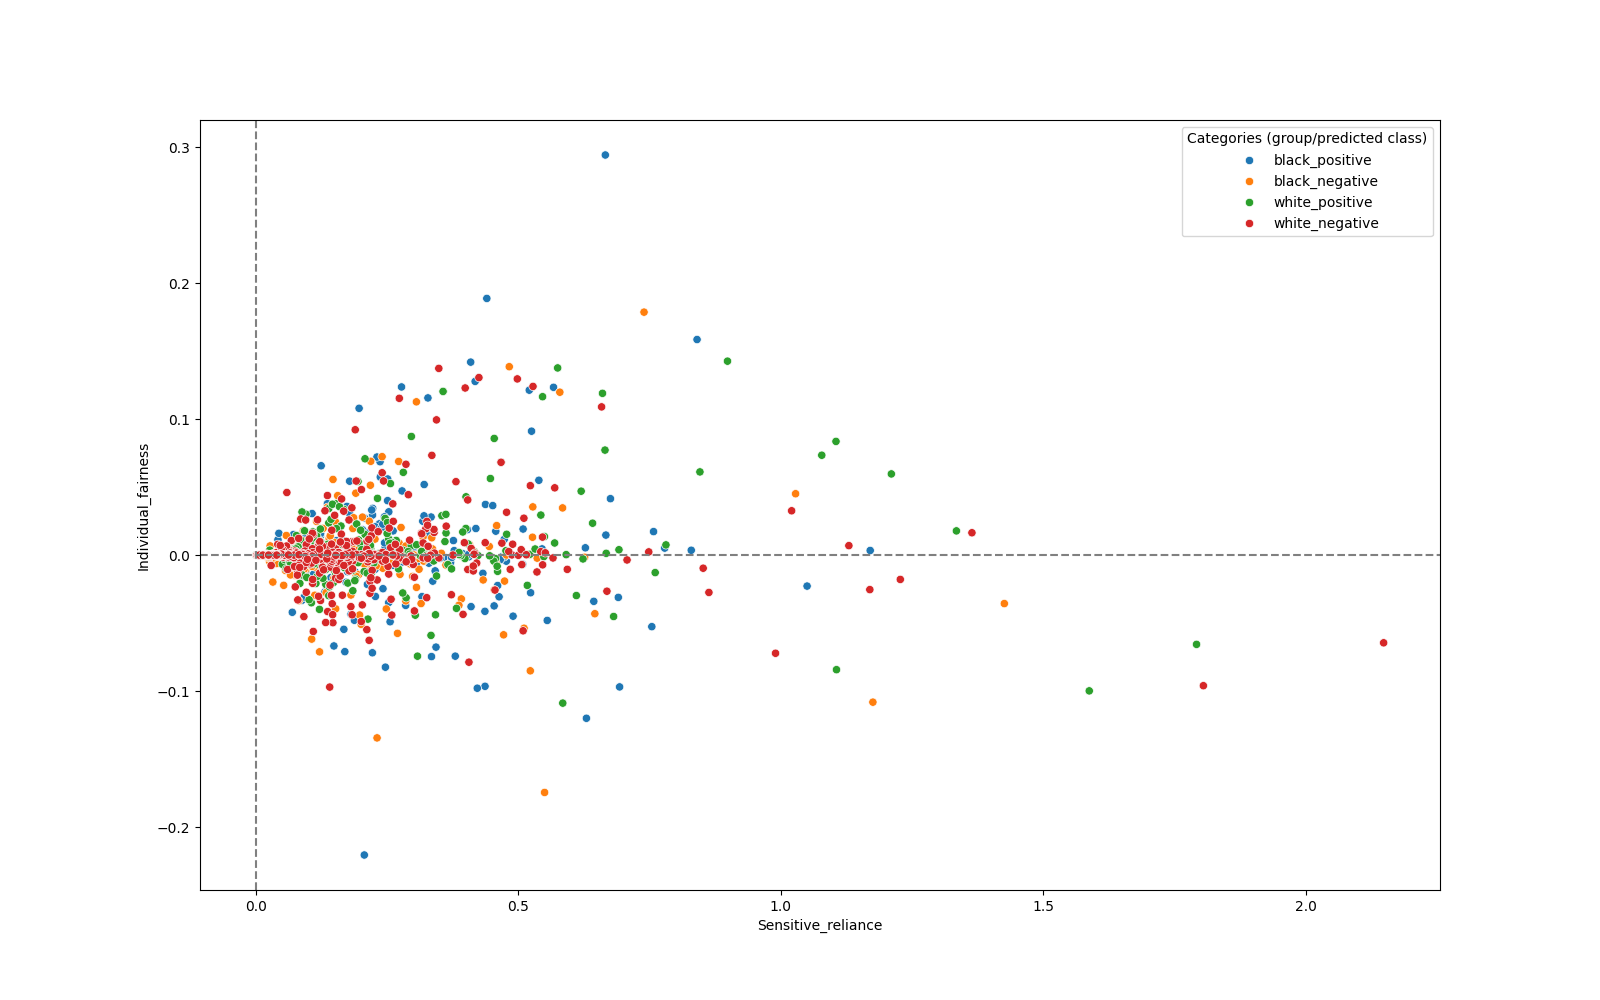 Categories (group/predicted class)
black_positive
black_negative
white_positive
white_negative
0.3
0.2
0.1
0.0
−0.1
−0.2
Individual_fairness
0.0 0.5 1.0 1.5 2.0
Sensitive_reliance